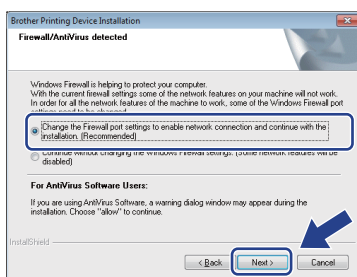 Brother Printing Device Installation
Firewall/AntiVirus detected
Windows Firewall is helping to protect your computer.
With the current firewall settings some of the network features on your machine will not work.
In order for all the network features of the machine to work, some of the Windows Firewall port
settings need to be changed.
Change the Firewall port settings to enable network connection and continue with the
installation. (Recommended)
Continue without changing the Windows Firewall settings. (Some network features will be
disabled)
For AntiVirus Software Users:
If you are using AntiVirus Software, a warning dialog window may appear during the
installation. Choose "allow" to continue.
InstallShield
< Back
Next >
Cancel